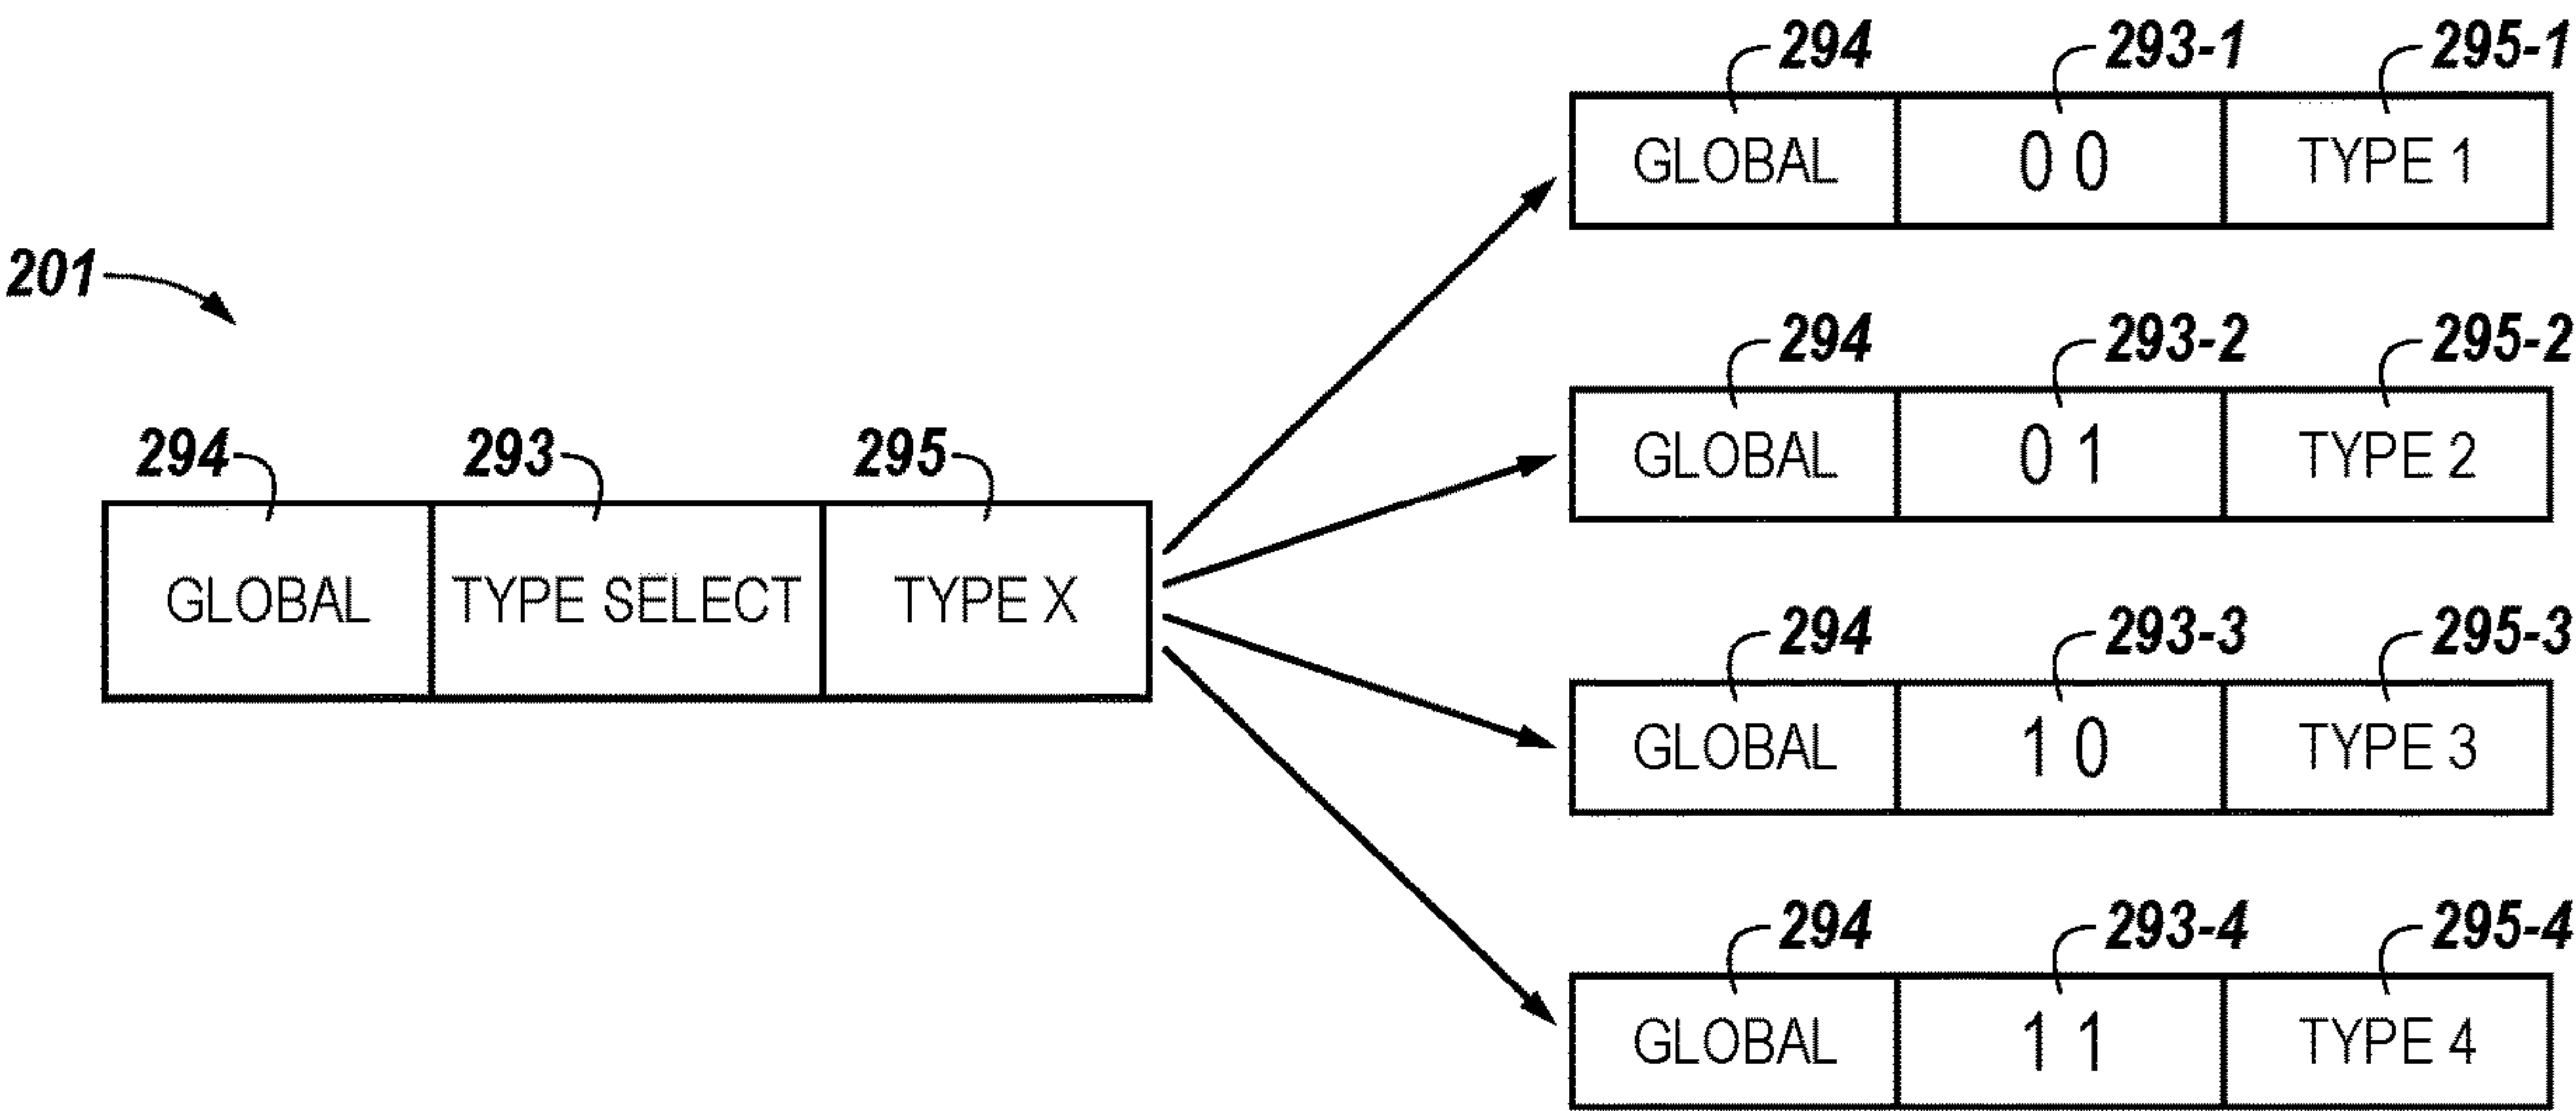 294 293-1 295-1
GLOBAL 0 0 TYPE 1
201
294 293-2 295-2
GLOBAL 0 1 TYPE 2
294 293 295
GLOBAL TYPE SELECT TYPE X
294 293-3 295-3
GLOBAL 1 0 TYPE 3
294 293-4 295-4
GLOBAL 1 1 TYPE 4